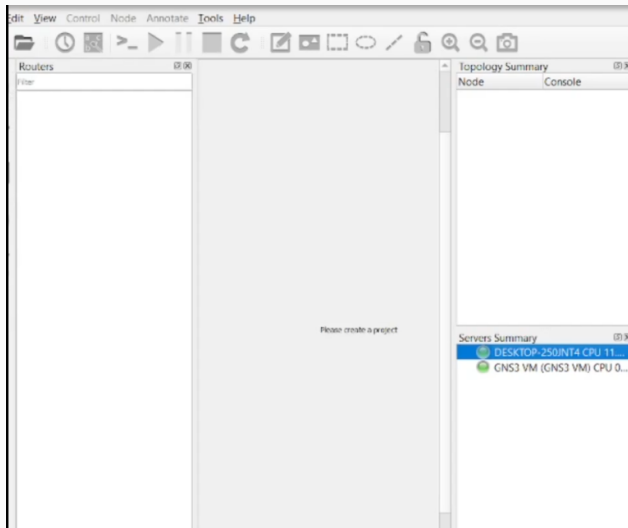 Edit View Control Node Annotate Tools Help
Routers
Filter
Please create a project
Topology Summary
Node Console
Servers Summary
DESKTOP-250JNT4 CPU 11....
GNS3 VM (GNS3 VM) CPU 0...